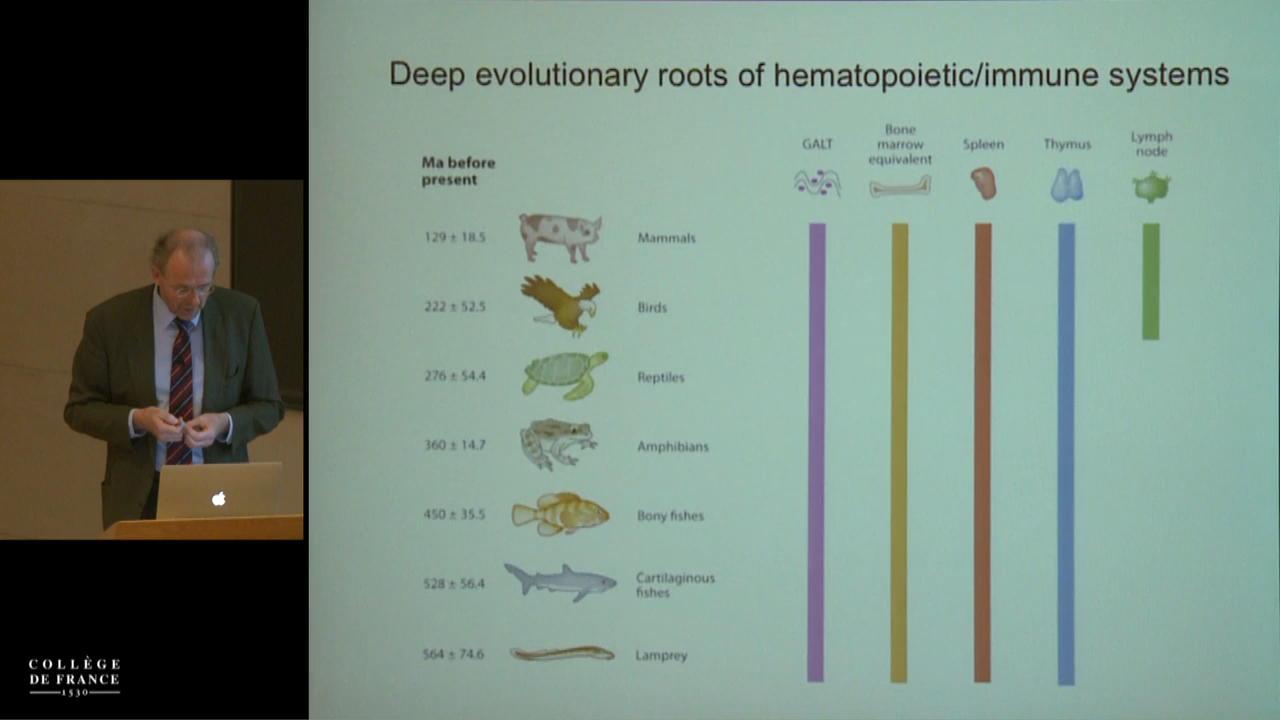 Deep evolutionary roots of hematopoietic/immune systems
Ma before
present
GALT
Bone
marrow
equivalent
Spleen
Thymus
Lymph
node
129 ± 18.5
Mammals
222 ± 52.5
Birds
276 ± 54.4
Reptiles
360 ± 14.7
Amphibians
450 ± 35.5
Bony fishes
528 ± 56.4
Cartilaginous
fishes
564 ± 74.6
Lamprey
COLLÈGE
DE FRANCE
1530